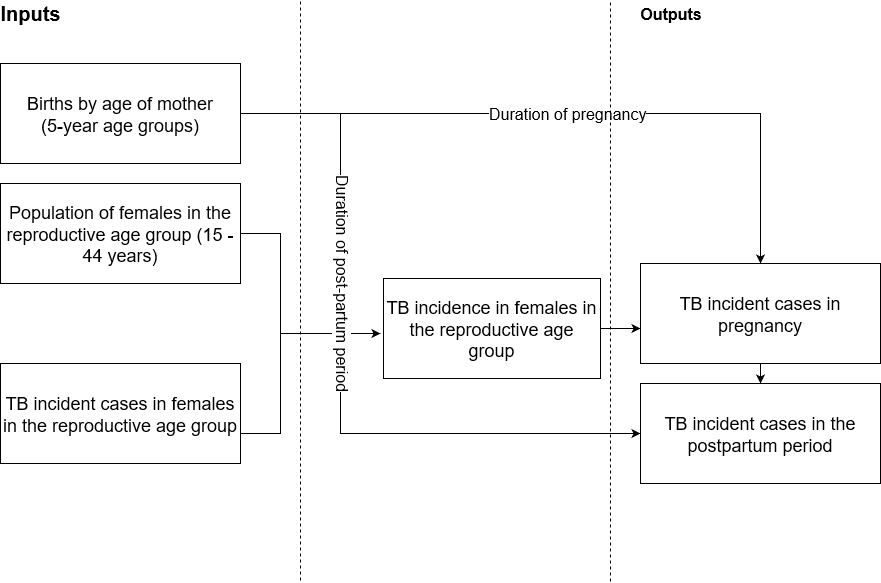 Inputs
Outputs
Births by age of mother
(5-year age groups)
Duration of pregnancy
Population of females in the
reproductive age group (15 -
44 years)
Duration of post-partum period
TB incidence in females in
the reproductive age
group
TB incident cases in
pregnancy
TB incident cases in females
in the reproductive age group
TB incident cases in the
postpartum period